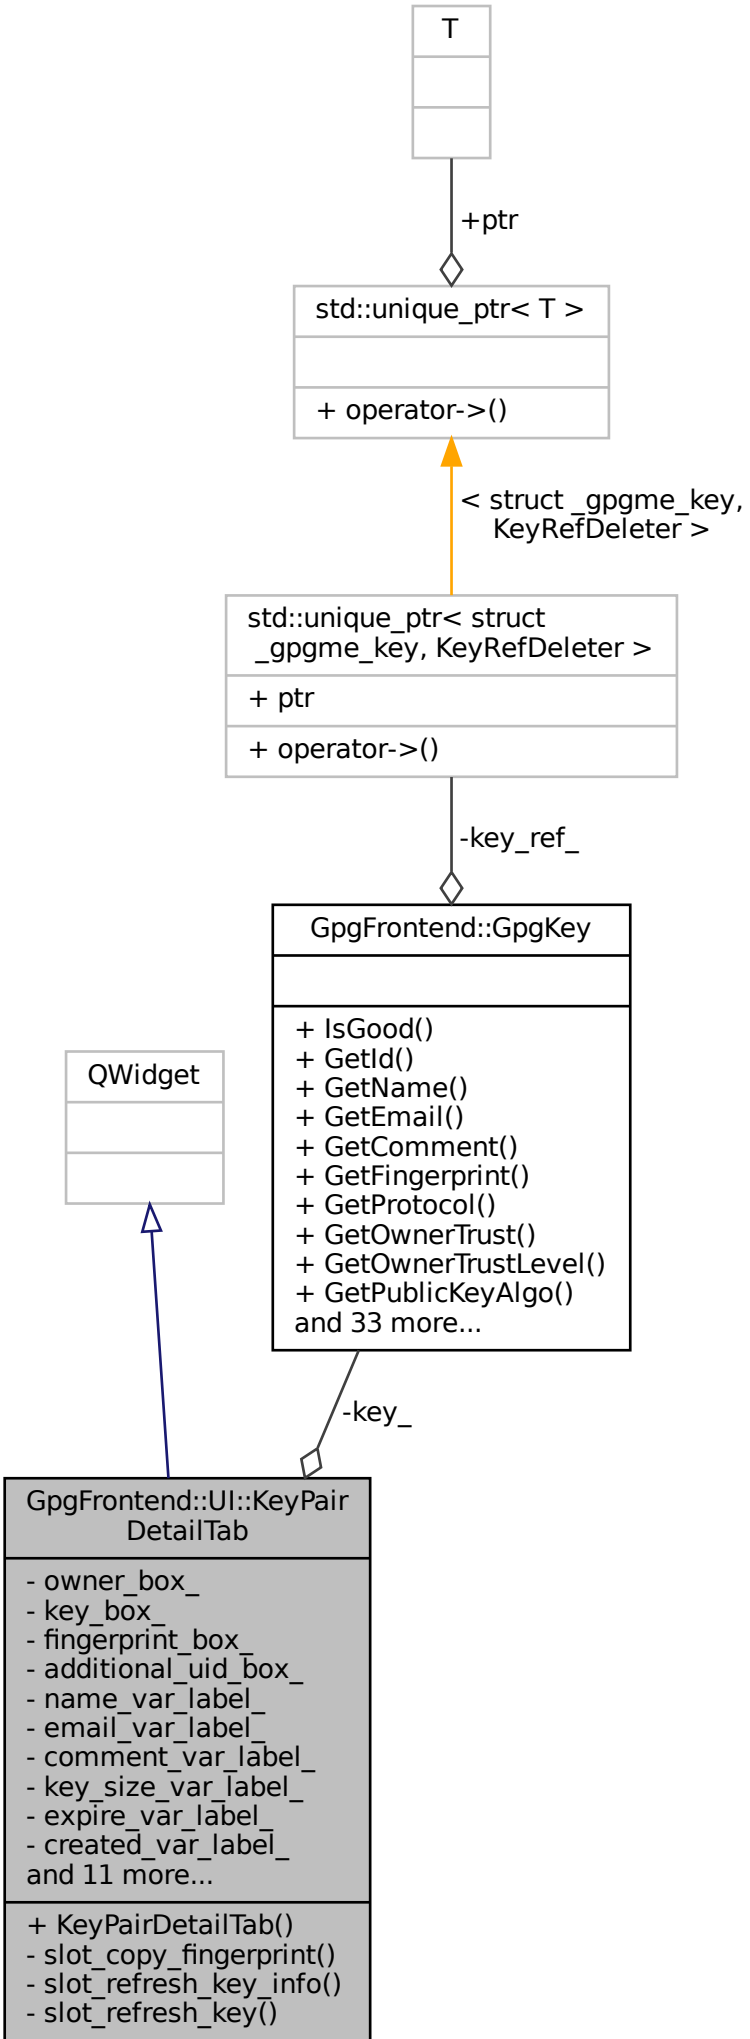 T
+ptr
std::unique_ptr< T >
+ operator->()
< struct _gpgme_key,
KeyRefDeleter >
std::unique_ptr< struct
_gpgme_key, KeyRefDeleter >
+ ptr
+ operator->()
-key_ref_
GpgFrontend::GpgKey
+ IsGood()
+ GetId()
+ GetName()
+ GetEmail()
+ GetComment()
+ GetFingerprint()
+ GetProtocol()
+ GetOwnerTrust()
+ GetOwnerTrustLevel()
+ GetPublicKeyAlgo()
and 33 more...
QWidget
-key_
GpgFrontend::UI::KeyPair
DetailTab
- owner_box_
- key_box_
- fingerprint_box_
- additional_uid_box_
- name_var_label_
- email_var_label_
- comment_var_label_
- key_size_var_label_
- expire_var_label_
- created_var_label_
and 11 more...
+ KeyPairDetailTab()
- slot_copy_fingerprint()
- slot_refresh_key_info()
- slot_refresh_key()